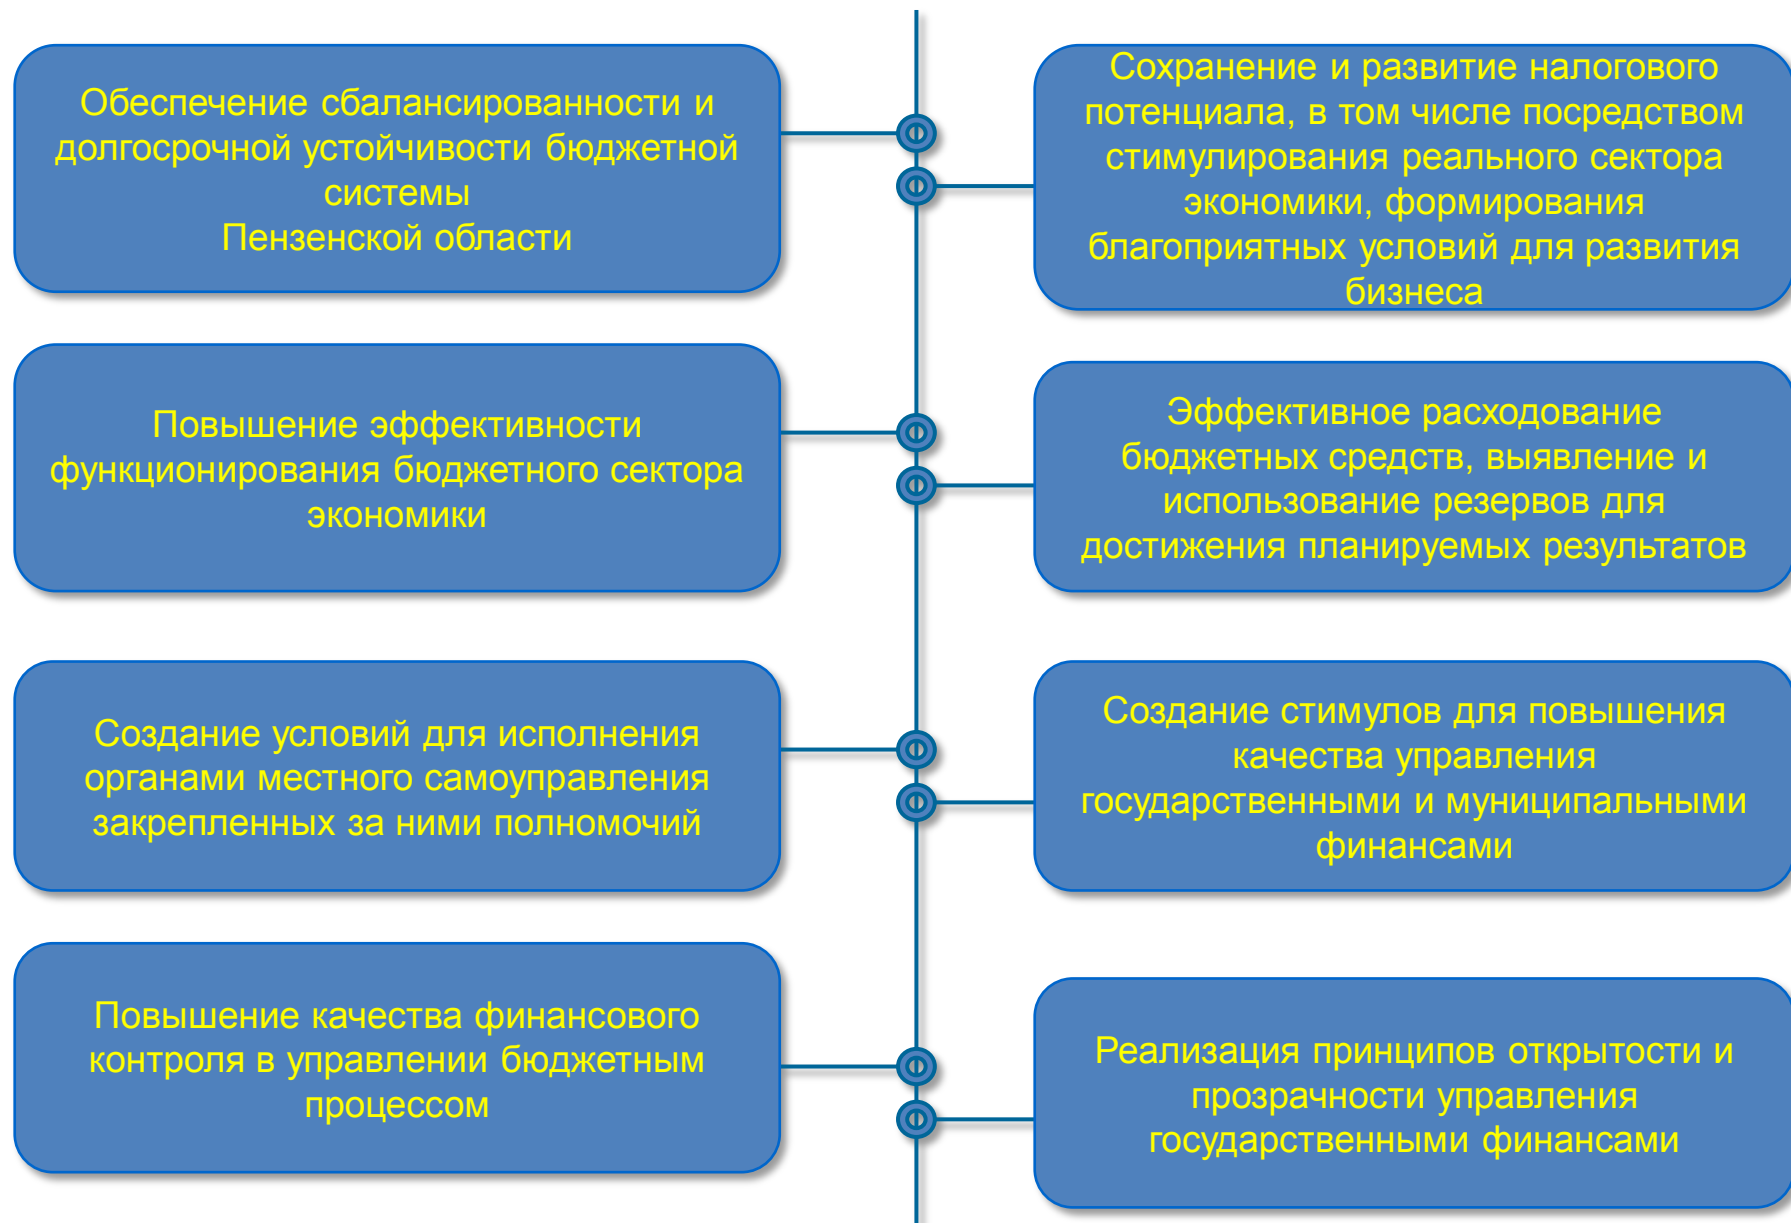 Обеспечение сбалансированности и
долгосрочной устойчивости бюджетной
системы
Пензенской области
Сохранение и развитие налогового
потенциала, в том числе посредством
стимулирования реального сектора
экономики, формирования
благоприятных условий для развития
бизнеса
Повышение эффективности
функционирования бюджетного сектора
экономики
Эффективное расходование
бюджетных средств, выявление и
использование резервов для
достижения планируемых результатов
Создание условий для исполнения
органами местного самоуправления
закрепленных за ними полномочий
Создание стимулов для повышения
качества управления
государственными и муниципальными
финансами
Повышение качества финансового
контроля в управлении бюджетным
процессом
Реализация принципов открытости и
прозрачности управления
государственными финансами